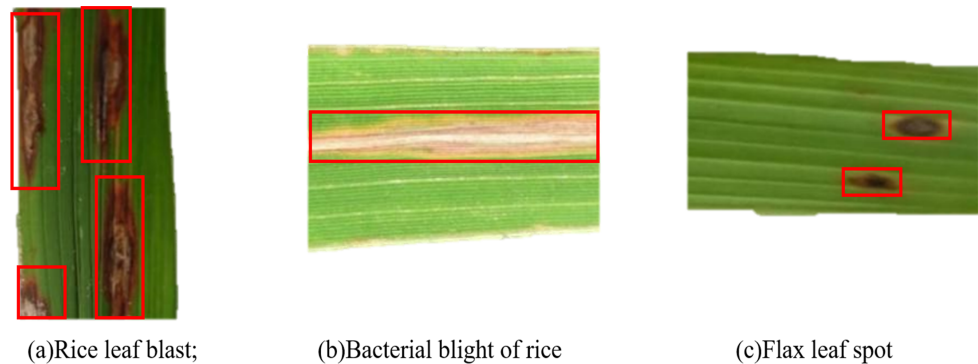 (a)Rice leaf blast;
(b)Bacterial blight of rice
(c)Flax leaf spot